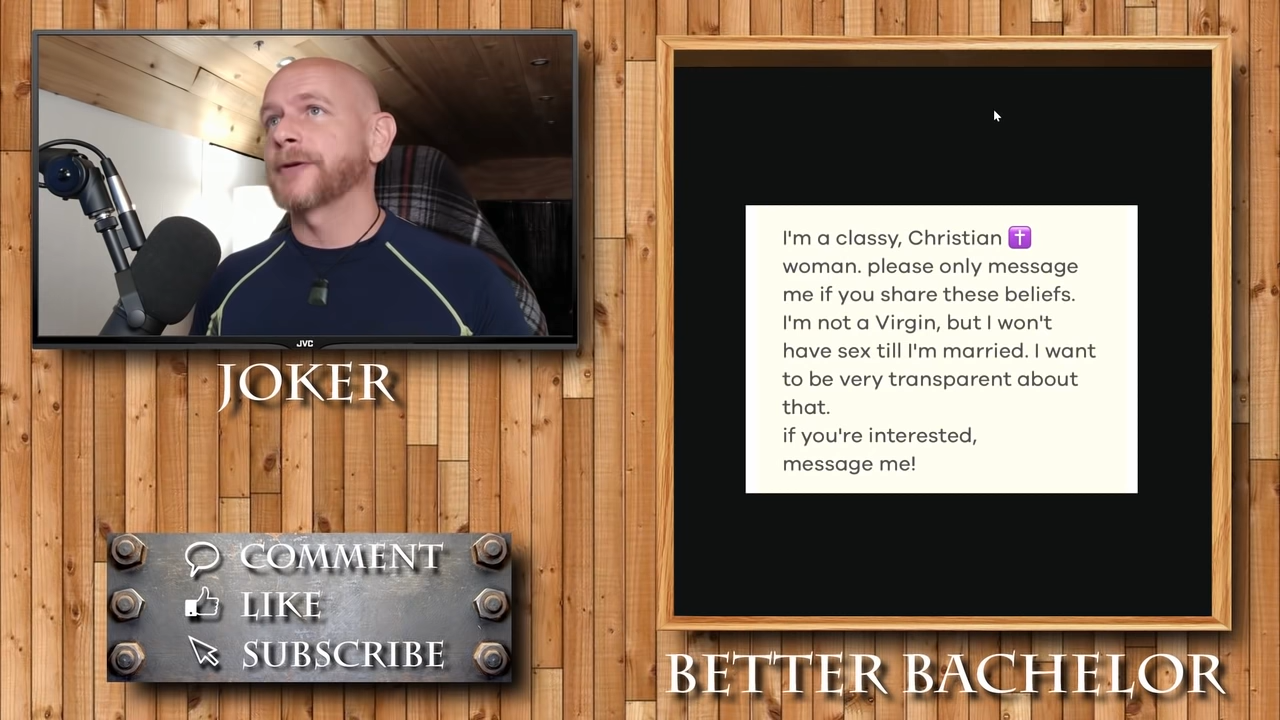 JVC
JOKER
COMMENT
LIKE
SUBSCRIBE
I'm a classy, Christian ✝️
woman. please only message
me if you share these beliefs.
I'm not a Virgin, but I won't
have sex till I'm married. I want
to be very transparent about
that.
if you're interested,
message me!
BETTER BACHELOR